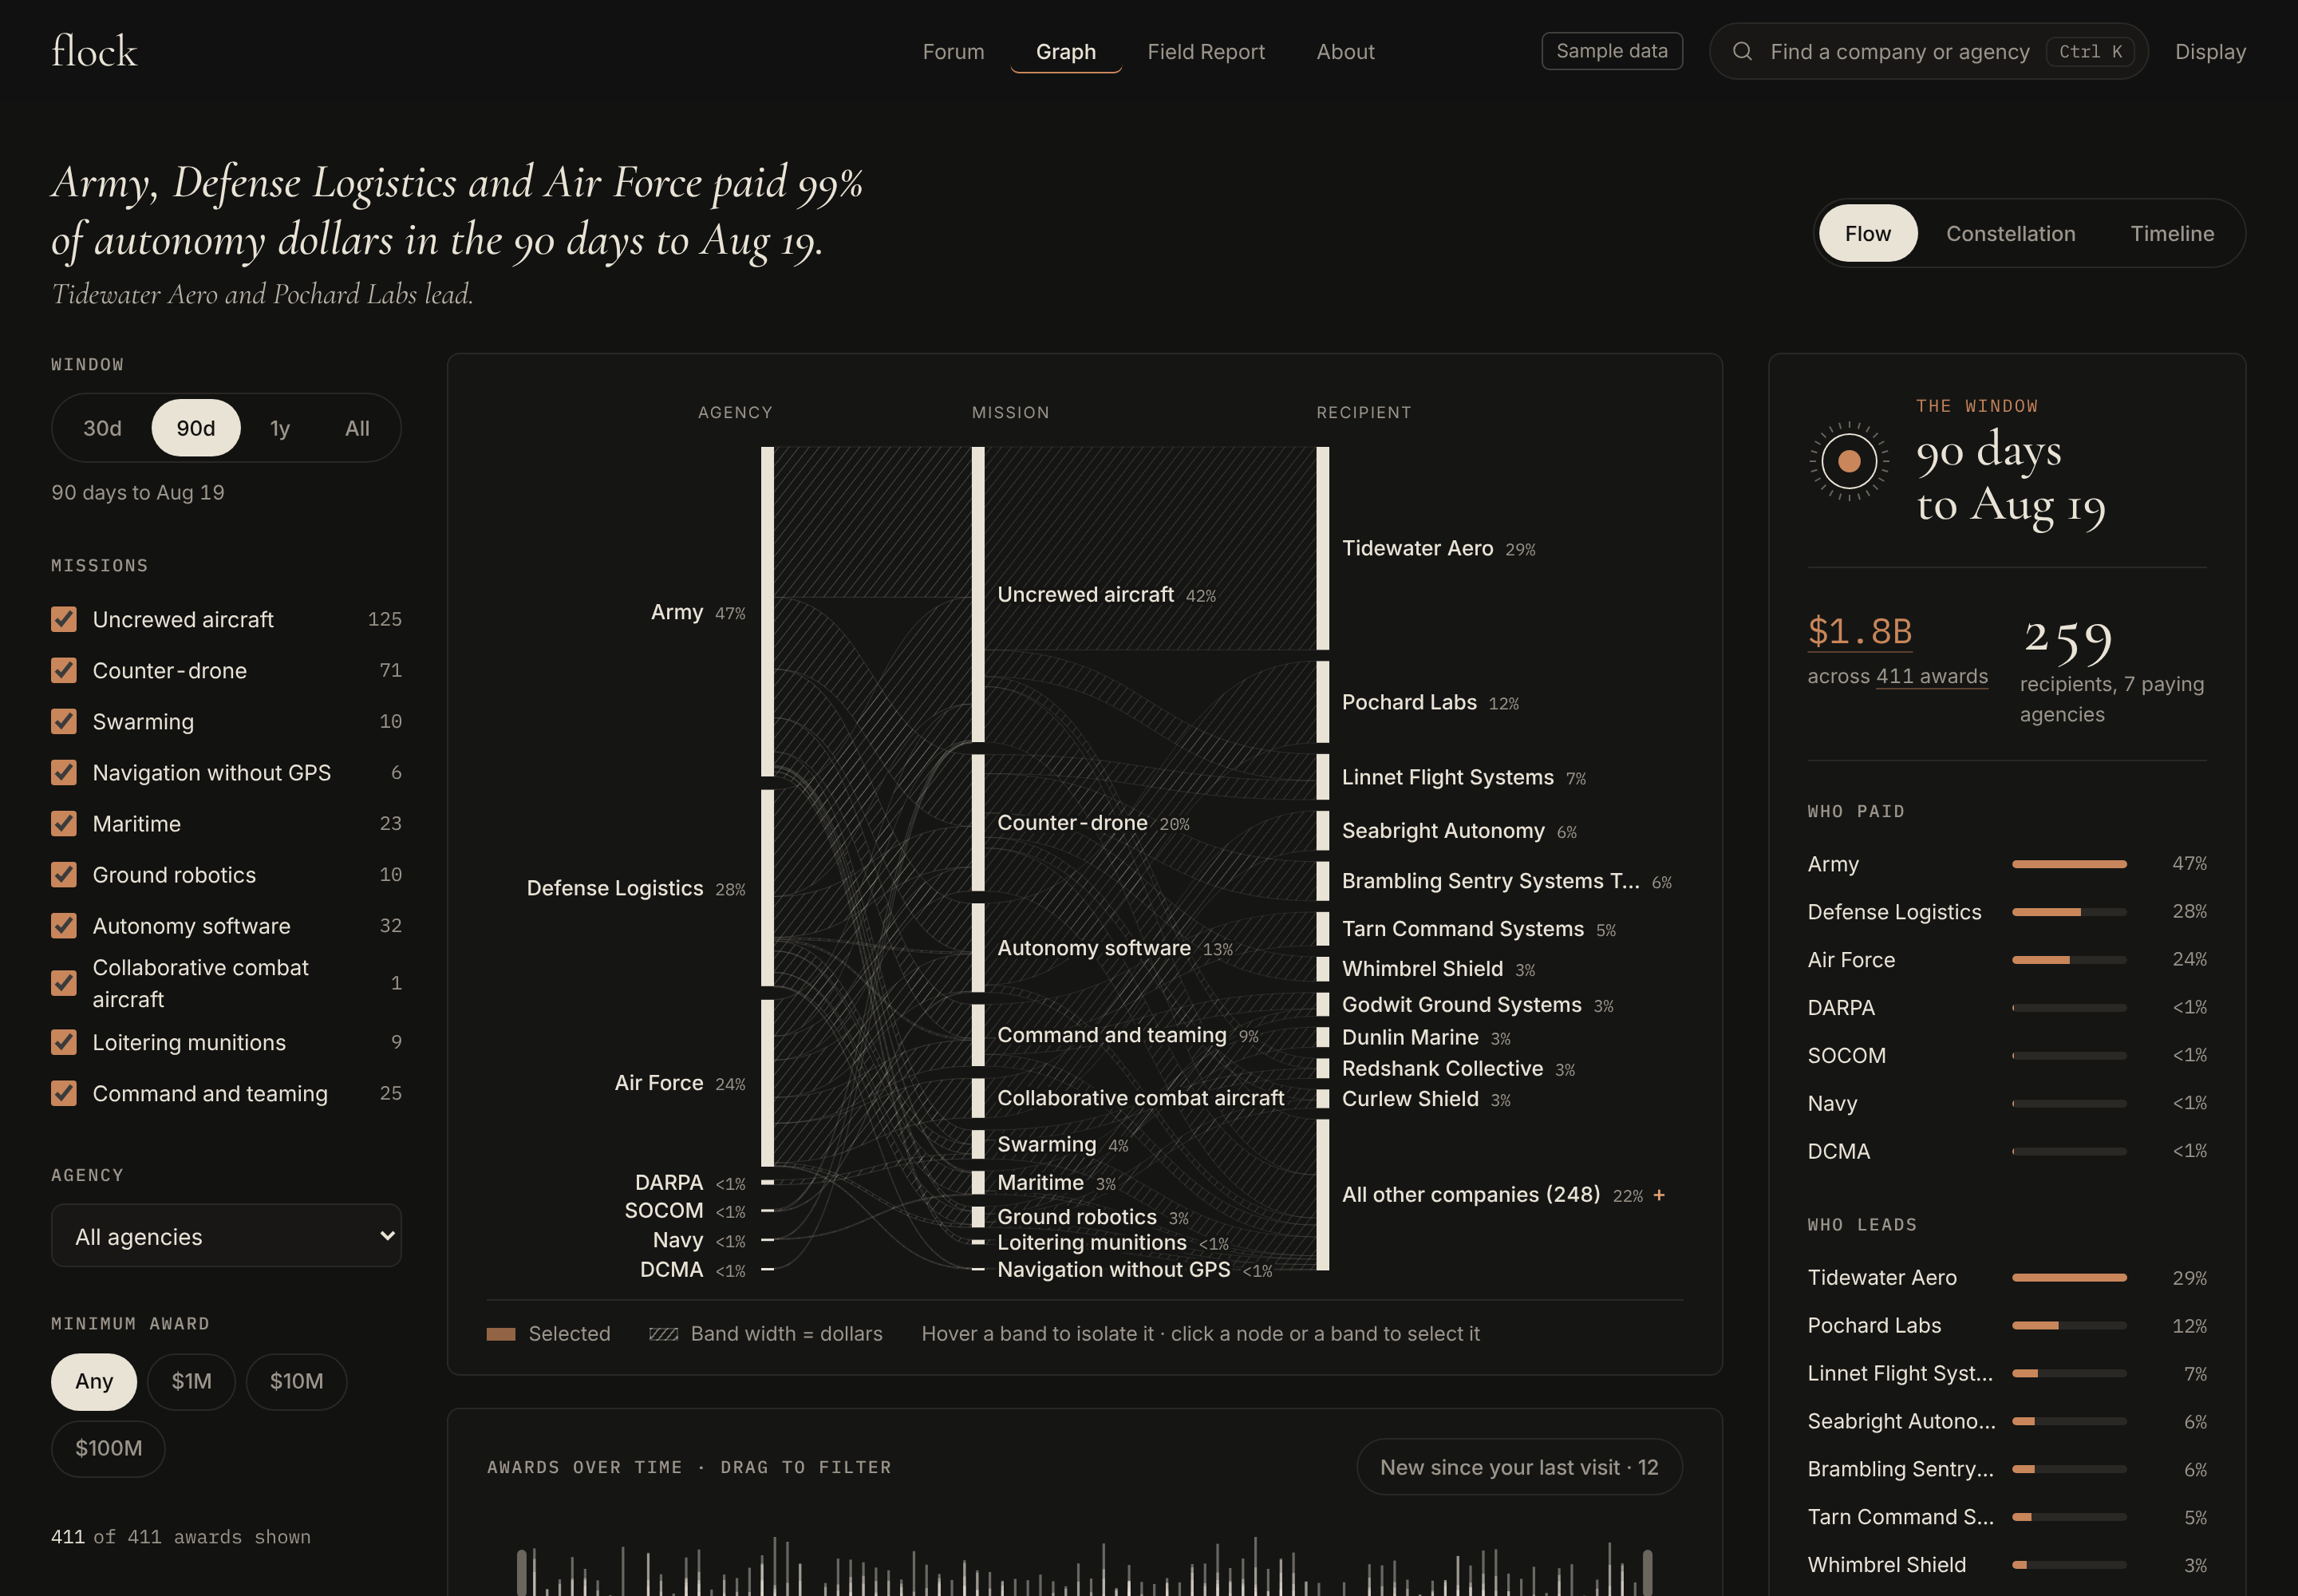 flock
Forum
Graph
Field Report
About
Sample data
Find a company or agency
Ctrl K
Display
Army, Defense Logistics and Air Force paid 99%
of autonomy dollars in the 90 days to Aug 19.
Tidewater Aero and Pochard Labs lead.
Flow
Constellation
Timeline
WINDOW
30d
90d
1y
All
90 days to Aug 19
MISSIONS
Uncrewed aircraft 125
Counter-drone 71
Swarming 10
Navigation without GPS 6
Maritime 23
Ground robotics 10
Autonomy software 32
Collaborative combat
aircraft 1
Loitering munitions 9
Command and teaming 25
AGENCY
All agencies
MINIMUM AWARD
Any
$1M
$10M
$100M
411 of 411 awards shown
AGENCY
MISSION
RECIPIENT
Army 47%
Defense Logistics 28%
Air Force 24%
DARPA <1%
SOCOM <1%
Navy <1%
DCMA <1%
Uncrewed aircraft 42%
Counter-drone 20%
Autonomy software 13%
Command and teaming 9%
Collaborative combat aircraft
Swarming 4%
Maritime 3%
Ground robotics 3%
Loitering munitions <1%
Navigation without GPS <1%
Tidewater Aero 29%
Pochard Labs 12%
Linnet Flight Systems 7%
Seabright Autonomy 6%
Brambling Sentry Systems T... 6%
Tarn Command Systems 5%
Whimbrel Shield 3%
Godwit Ground Systems 3%
Dunlin Marine 3%
Redshank Collective 3%
Curlew Shield 3%
All other companies (248) 22% +
Selected
Band width = dollars
Hover a band to isolate it · click a node or a band to select it
AWARDS OVER TIME · DRAG TO FILTER
New since your last visit · 12
THE WINDOW
90 days
to Aug 19
$1.8B
across 411 awards
259
recipients, 7 paying
agencies
WHO PAID
Army 47%
Defense Logistics 28%
Air Force 24%
DARPA <1%
SOCOM <1%
Navy <1%
DCMA <1%
WHO LEADS
Tidewater Aero 29%
Pochard Labs 12%
Linnet Flight Syst... 7%
Seabright Autono... 6%
Brambling Sentry... 6%
Tarn Command S... 5%
Whimbrel Shield 3%